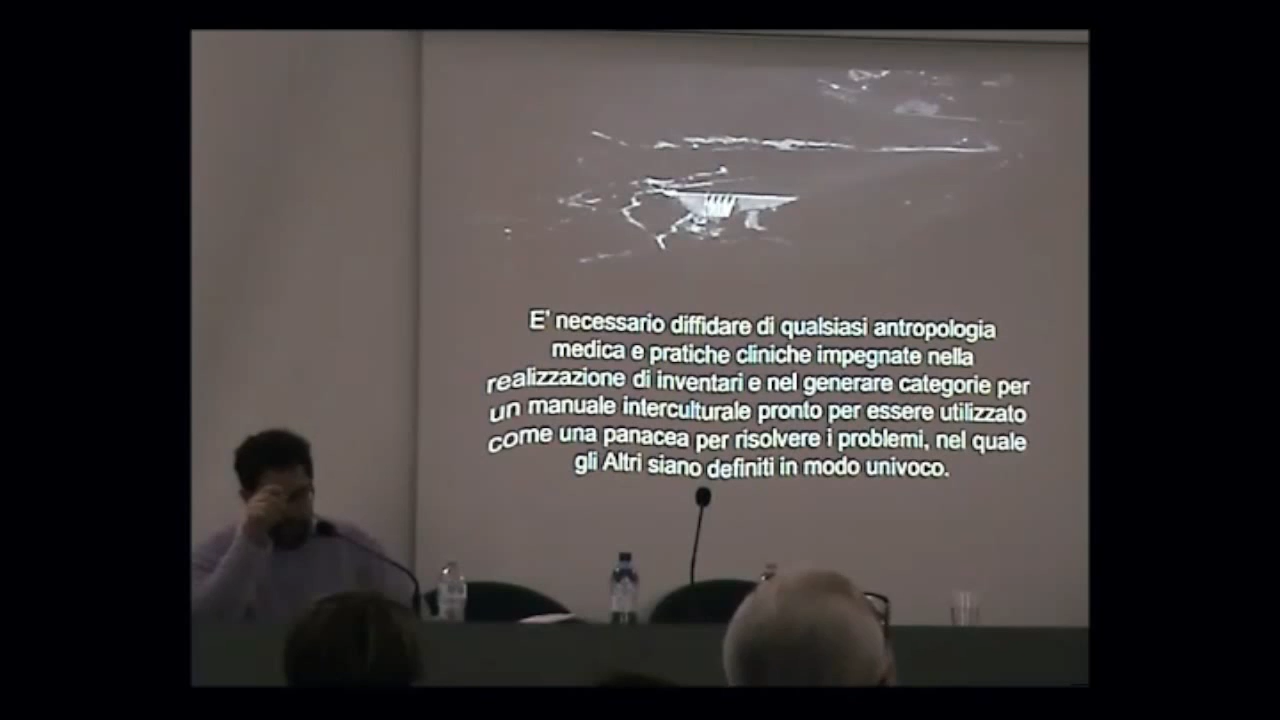 E' necessario diffidare di qualsiasi antropologia
medica e pratiche cliniche impegnate nella
realizzazione di inventari e nel generare categorie per
un manuale interculturale pronto per essere utilizzato
come una panacea per risolvere i problemi, nel quale
gli Altri siano definiti in modo univoco.